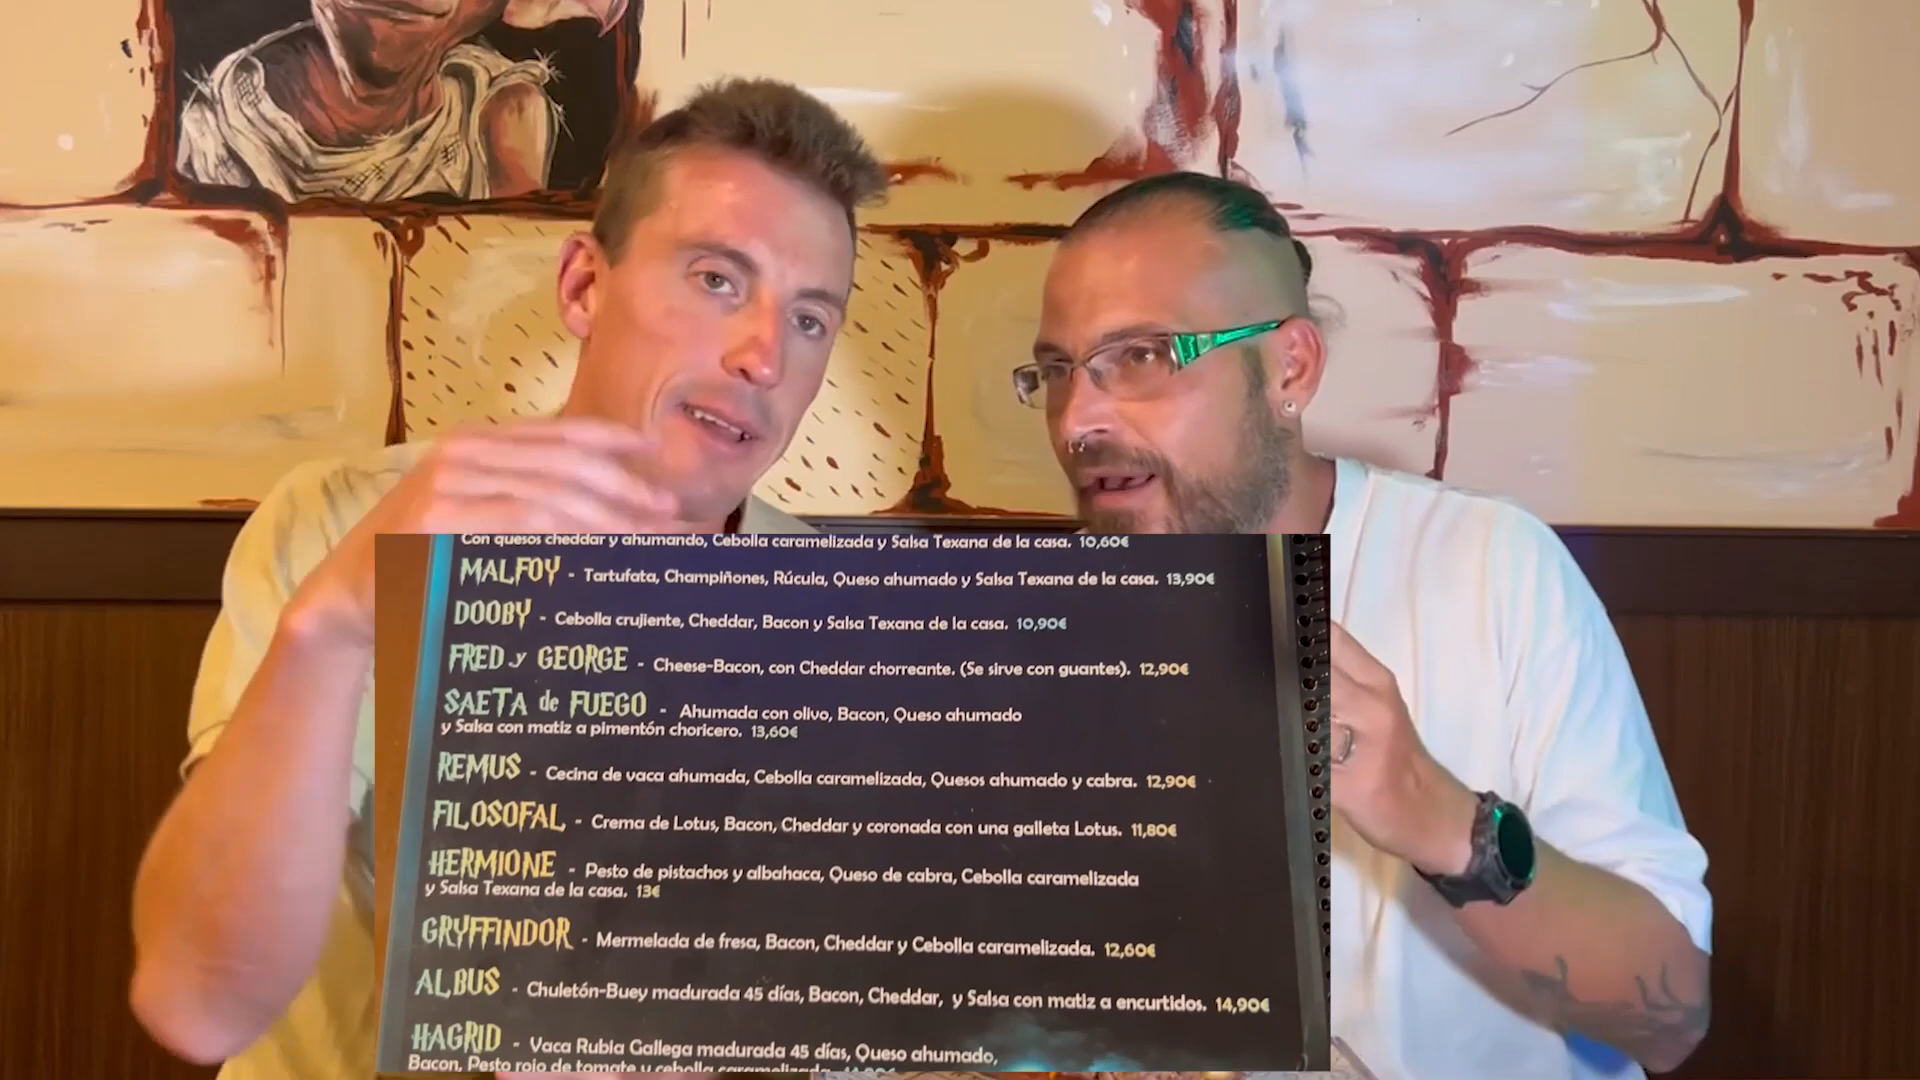 Con quesos cheddar y ahumando, Cebolla caramelizada y Salsa Texana de la casa. 10,60€
MALFOY - Tartufata, Champiñones, Rúcula, Queso ahumado y Salsa Texana de la casa. 13,90€
DOOBY - Cebolla crujiente, Cheddar, Bacon y Salsa Texana de la casa. 10,90€
FRED y GEORGE - Cheese-Bacon, con Cheddar chorreante. (Se sirve con guantes). 12,90€
SAETA de FUEGO - Ahumada con olivo, Bacon, Queso ahumado
y Salsa con matiz a pimentón choricero. 13,60€
REMUS - Cecina de vaca ahumada, Cebolla caramelizada, Quesos ahumado y cabra. 12,90€
FILOSOFAL - Crema de Lotus, Bacon, Cheddar y coronada con una galleta Lotus. 11,80€
HERMIONE - Pesto de pistachos y albahaca, Queso de cabra, Cebolla caramelizada
y Salsa Texana de la casa. 13€
GRYFFINDOR - Mermelada de fresa, Bacon, Cheddar y Cebolla caramelizada. 12,60€
ALBUS - Chuletón-Buey madurada 45 días, Bacon, Cheddar, y Salsa con matiz a encurtidos. 14,90€
HAGRID - Vaca Rubia Gallega madurada 45 días, Queso ahumado,
Bacon, Pesto rojo de tomate y cebolla caramelizada.